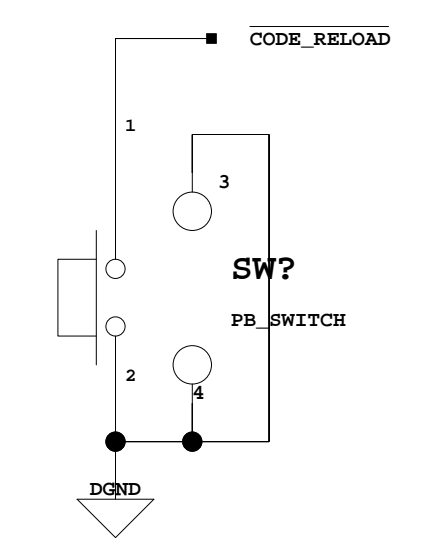 CODE_RELOAD
1
3
SW?
PB_SWITCH
2
4
DGND